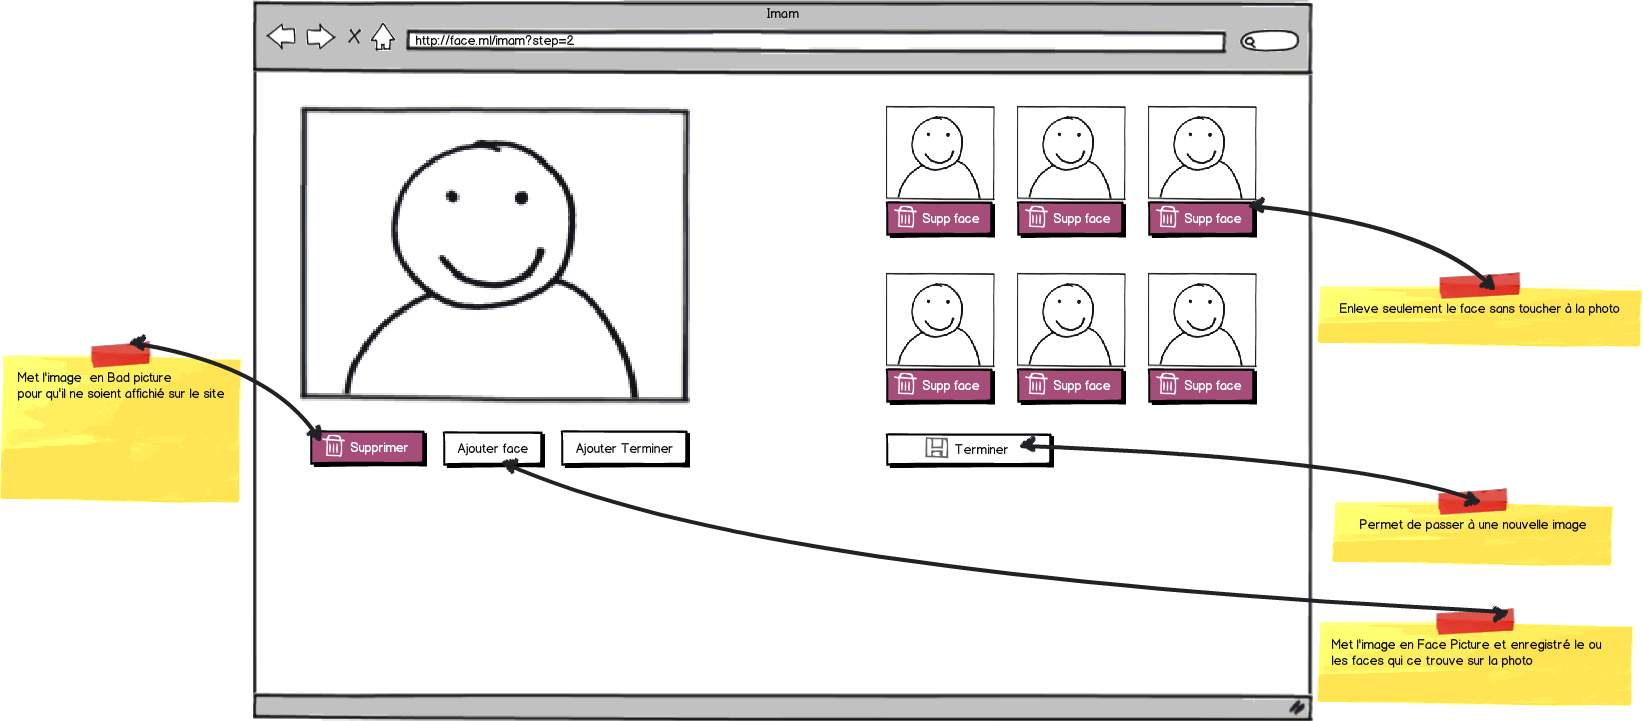 Imam
http://face.ml/imam?step=2
Supp face
Supp face
Supp face
Enleve seulement le face sans toucher à la photo
Met l'image en Bad picture
pour qu'il ne soient affichié sur le site
Supp face
Supp face
Supp face
Supprimer
Ajouter face
Ajouter Terminer
Terminer
Permet de passer à une nouvelle image
Met l'image en Face Picture et enregistré le ou
les faces qui ce trouve sur la photo